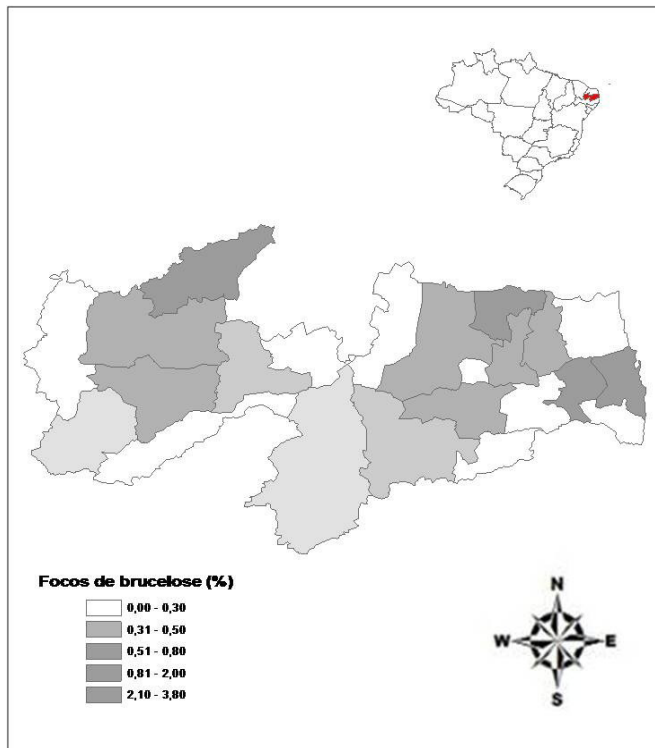 Focos de brucelose (%)
0,00 - 0,30
0,31 - 0,50
0,51 - 0,80
0,81 - 2,00
2,10 - 3,80
N
W E
S